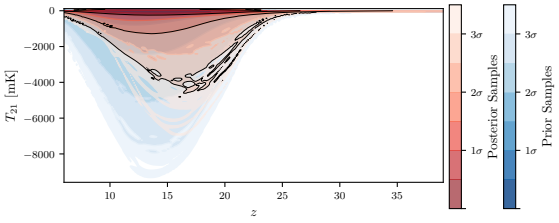 0
−2000
−4000
−6000
−8000
T₂₁ [mK]
10
15
20
25
30
35
z
3σ
2σ
1σ
Posterior Samples
3σ
2σ
1σ
Prior Samples